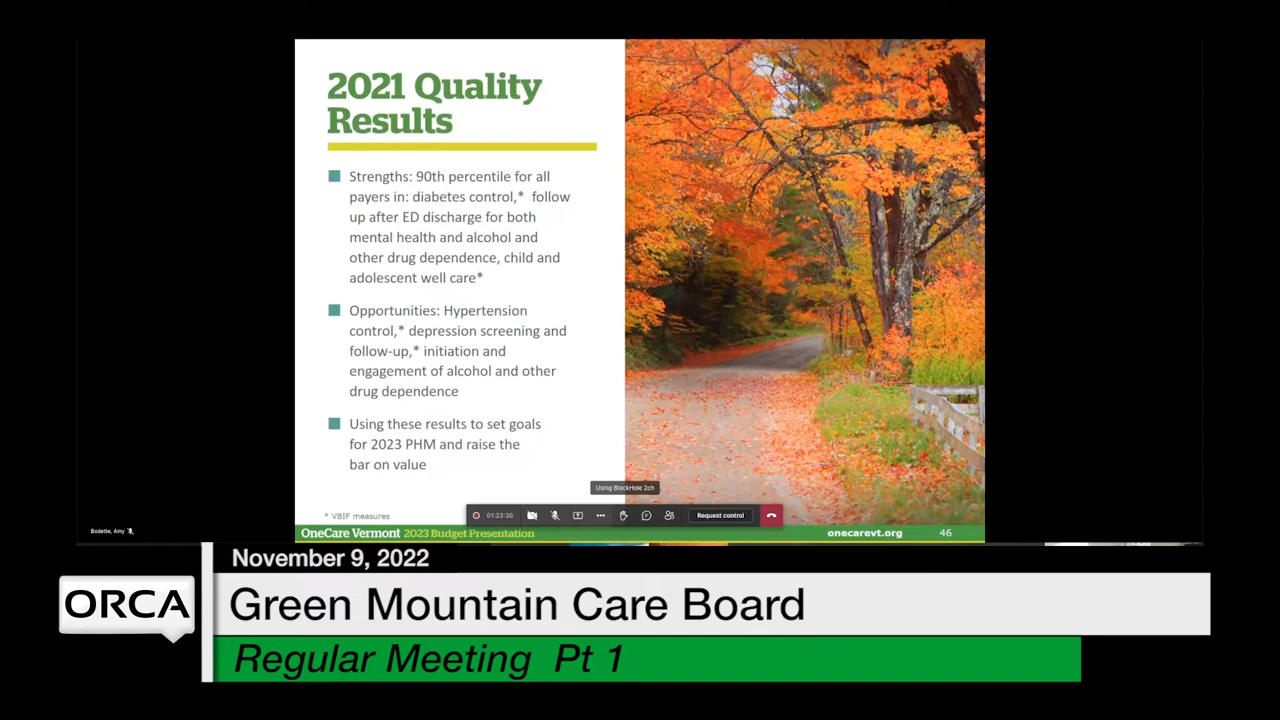 2021 Quality
Results
Strengths: 90th percentile for all
payers in: diabetes control,* follow
up after ED discharge for both
mental health and alcohol and
other drug dependence, child and
adolescent well care*
Opportunities: Hypertension
control,* depression screening and
follow-up,* initiation and
engagement of alcohol and other
drug dependence
Using these results to set goals
for 2023 PHM and raise the
bar on value
Using BlackHole 2ch
* VBIF measures
01:23:36
Request control
Bodette, Amy
OneCare Vermont 2023 Budget Presentation
onecarevt.org
46
November 9, 2022
ORCA
Green Mountain Care Board
Regular Meeting Pt 1